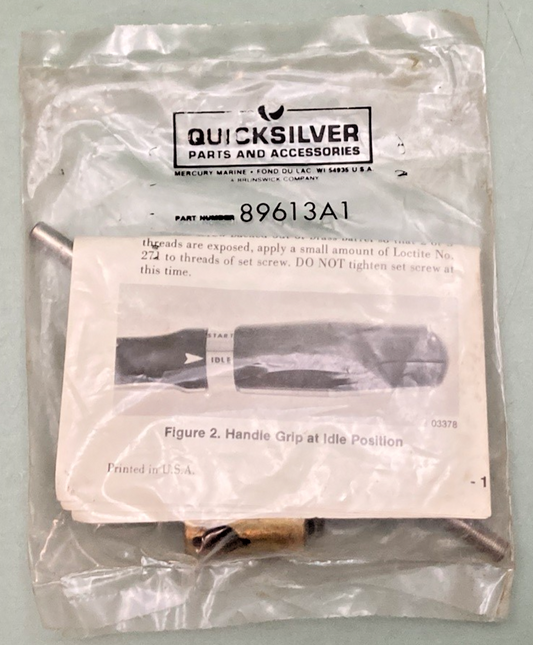 QUICKSILVER
PARTS AND ACCESSORIES
MERCURY MARINE • FOND DU LAC, WI 54935 U S A
A BRUNSWICK COMPANY
PART NUMBER 89613A1
threads are exposed, apply a small amount of Loctite No.
271 to threads of set screw. DO NOT tighten set screw at
this time.
START
IDLE
03378
Figure 2. Handle Grip at Idle Position
Printed in U.S.A.
- 1